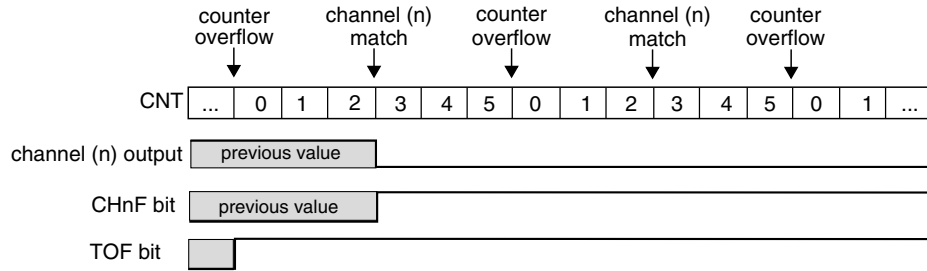 counter overflow
channel (n) match
counter overflow
channel (n) match
counter overflow
CNT ... 0 1 2 3 4 5 0 1 2 3 4 5 0 1 ...
channel (n) output previous value
CHnF bit previous value
TOF bit